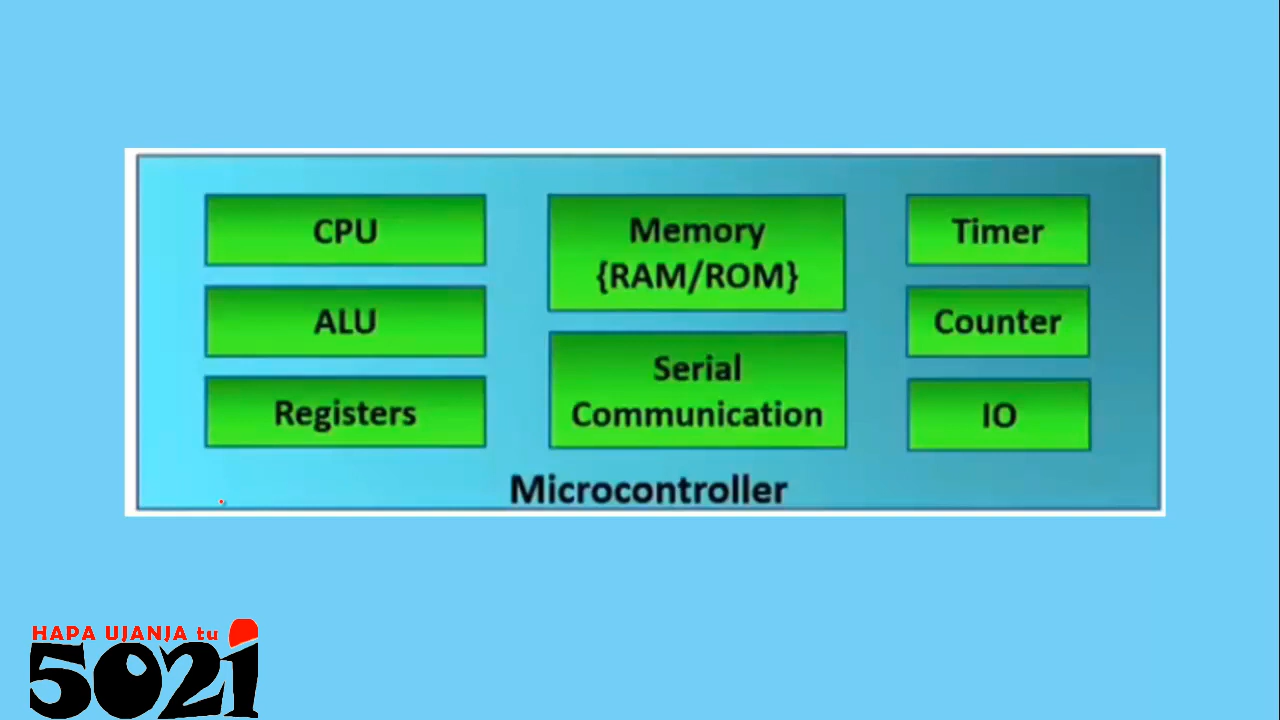 CPU
ALU
Registers
Memory
{RAM/ROM}
Serial
Communication
Timer
Counter
IO
Microcontroller
HAPA UJANJA tu
5021